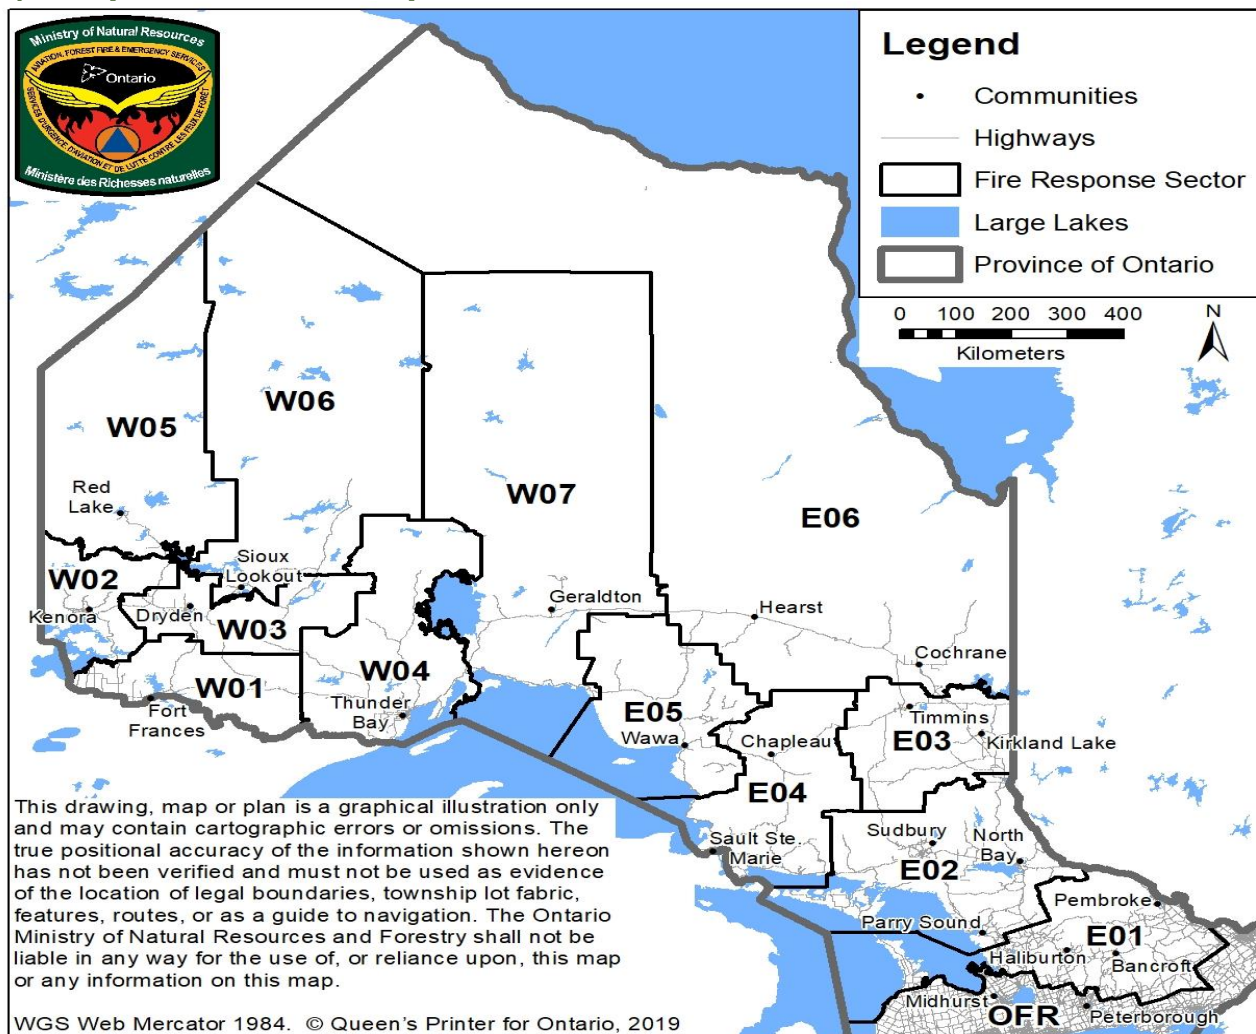 Ministry of Natural Resources
AVIATION, FOREST FIRE & EMERGENCY SERVICES
Ontario
SERVICES D'URGENCE, D'AVIATION ET DE LUTTE CONTRE LES FEUX DE FORÊT
Ministère des Richesses naturelles
Legend
Communities
Highways
Fire Response Sector
Large Lakes
Province of Ontario
0 100 200 300 400
Kilometers
N
W05
W06
W07
E06
Red
Lake
Sioux
Lookout
W02
Kenora
Dryden
W03
Geraldton
Hearst
Cochrane
W01
W04
Fort
Frances
Thunder
Bay
E05
Wawa
Chapleau
E04
Timmins
E03
Kirkland Lake
Sault Ste.
Marie
Sudbury
North
Bay
E02
Parry Sound
Pembroke
E01
Haliburton
Bancroft
Midhurst
OFR
Peterborough
This drawing, map or plan is a graphical illustration only
and may contain cartographic errors or omissions. The
true positional accuracy of the information shown hereon
has not been verified and must not be used as evidence
of the location of legal boundaries, township lot fabric,
features, routes, or as a guide to navigation. The Ontario
Ministry of Natural Resources and Forestry shall not be
liable in any way for the use of, or reliance upon, this map
or any information on this map.
WGS Web Mercator 1984. © Queen's Printer for Ontario, 2019